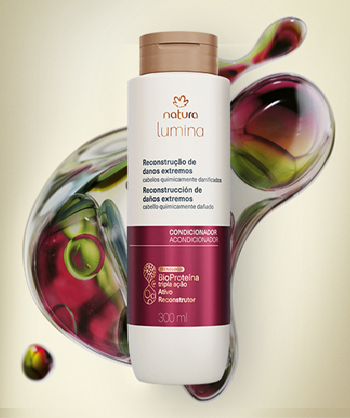 natura
lumina
Reconstrução de
danos extremos
cabelos quimicamente danificados
Reconstrucción de
daños extremos
cabello químicamente dañado
CONDICIONADOR
ACONDICIONADOR
BioProteína
tripla ação
Ativo
Reconstrutor
300 ml